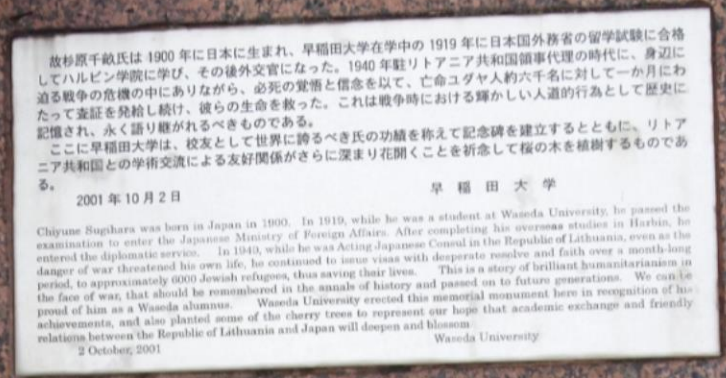 故杉原千畝氏は1900年に日本に生まれ、早稲田大学在学中の1919年に日本国外務省の留学試験に合格
してハルビン学院に学び、その後外交官になった。1940年駐リトアニア共和国領事代理の時代に、身辺に
迫る戦争の危機の中にありながら、必死の覚悟と信念を以て、亡命ユダヤ人約六千名に対して一か月にわ
たって査証を発給し続け、彼らの生命を救った。これは戦争時における輝かしい人道的行為として歴史に
記憶され、永く語り継がれるべきものである。
ここに早稲田大学は、校友として世界に誇るべき氏の功績を称えて記念碑を建立するとともに、リトア
ニア共和国との学術交流による友好関係がさらに深まり花開くことを祈念して桜の木を植樹するものであ
る。
2001年10月2日 早稲田大学
Chiyune Sugihara was born in Japan in 1900. In 1919, while he was a student at Waseda University, he passed the
examination to enter the Japanese Ministry of Foreign Affairs. After completing his overseas studies in Harbin, he
entered the diplomatic service. In 1940, while he was Acting Japanese Consul in the Republic of Lithuania, even as the
danger of war threatened his own life, he continued to issue visas with desperate resolve and faith over a month-long
period, to approximately 6000 Jewish refugees, thus saving their lives. This is a story of brilliant humanitarianism in
the face of war, that should be remembered in the annals of history and passed on to future generations. We can be
proud of him as a Waseda alumnus. Waseda University erected this memorial monument here in recognition of his
achievements, and also planted some of the cherry trees to represent our hope that academic exchange and friendly
relations between the Republic of Lithuania and Japan will deepen and blossom.
Waseda University
2 October, 2001